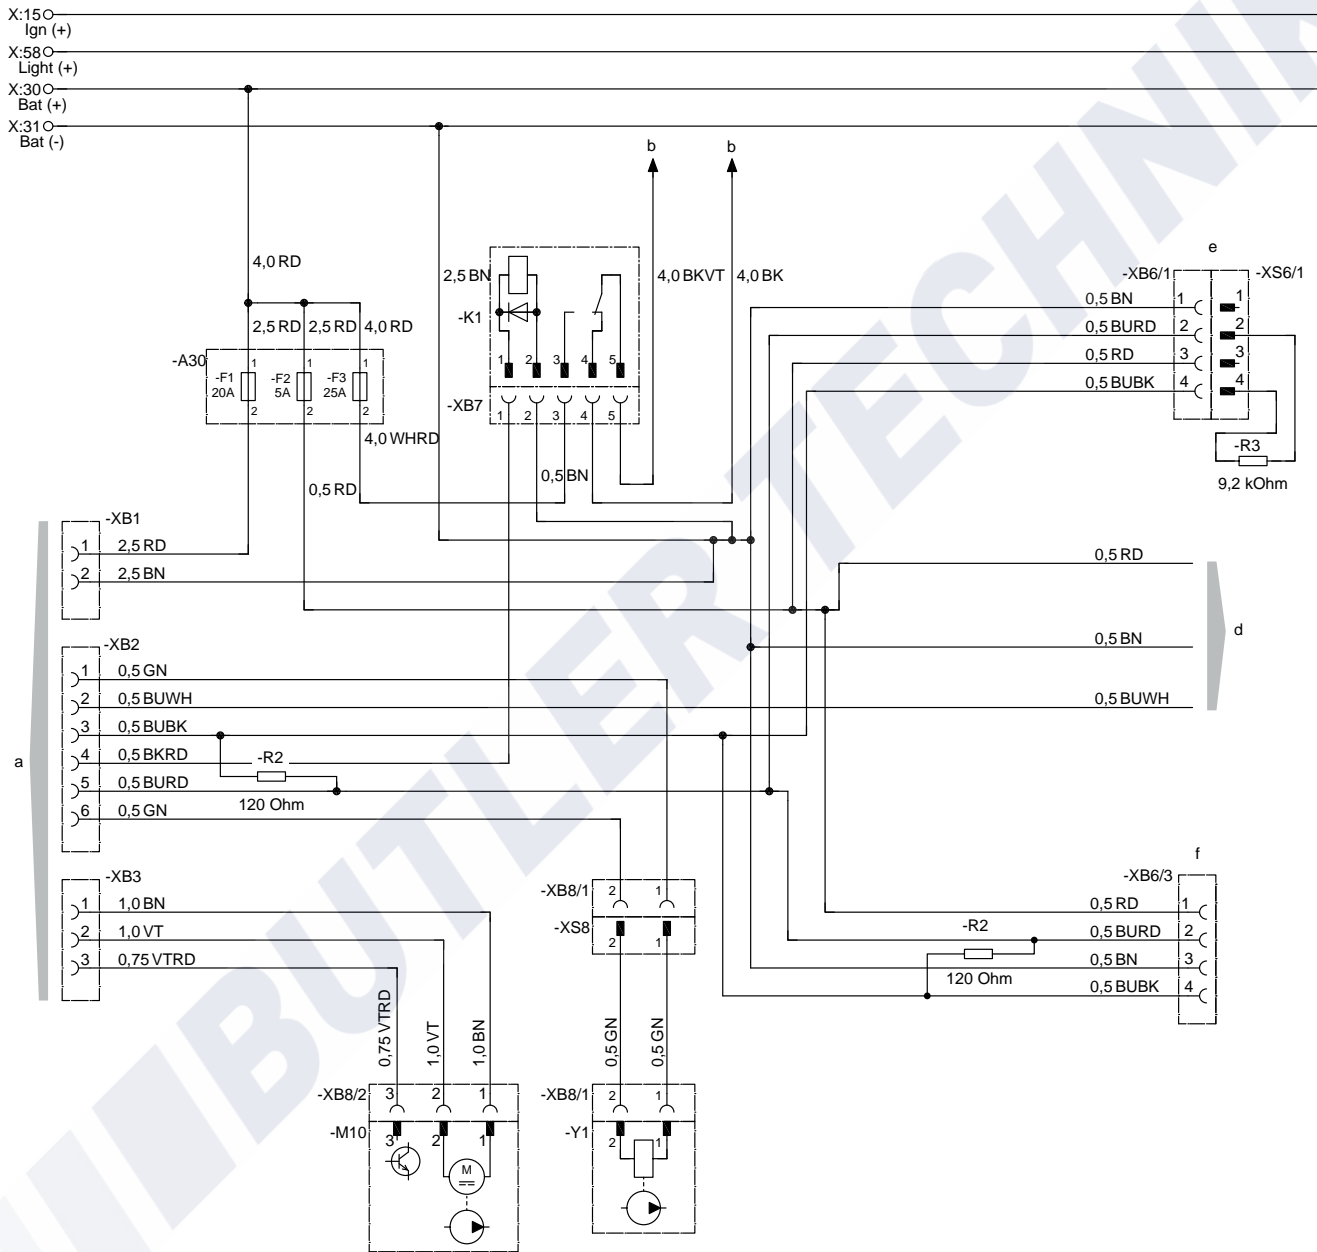 X:15
Ign (+)
X:58
Light (+)
X:30
Bat (+)
X:31
Bat (-)
b b
4,0 RD
2,5 BN
4,0 BKVT
4,0 BK
e
-XB6/1
-XS6/1
0,5 BN 1 1
0,5 BURD 2 2
0,5 RD 3 3
0,5 BUBK 4 4
-R3
9,2 kOhm
2,5 RD 2,5 RD 4,0 RD
-A30
1 1 1
-F1 20A
-F2 5A
-F3 25A
2 2 2
4,0 WHRD
0,5 RD
-K1
1 2 3 4 5
-XB7
1 2 3 4 5
0,5 BN
-XB1
1 2,5 RD
2 2,5 BN
0,5 RD
0,5 BN
0,5 BUWH
d
a
-XB2
1 0,5 GN
2 0,5 BUWH
3 0,5 BUBK
4 0,5 BKRD
5 0,5 BURD
6 0,5 GN
-R2
120 Ohm
-XB3
1 1,0 BN
2 1,0 VT
3 0,75 VTRD
-XB8/1
2 1
-XS8
2 1
f
-XB6/3
0,5 RD 1
0,5 BURD 2
0,5 BN 3
0,5 BUBK 4
-R2
120 Ohm
0,75 VTRD
1,0 VT
1,0 BN
0,5 GN
0,5 GN
-XB8/2
3 2 1
-M10
3 2 1
M
-XB8/1
2 1
-Y1
2 1
BUTLER TECHNIK